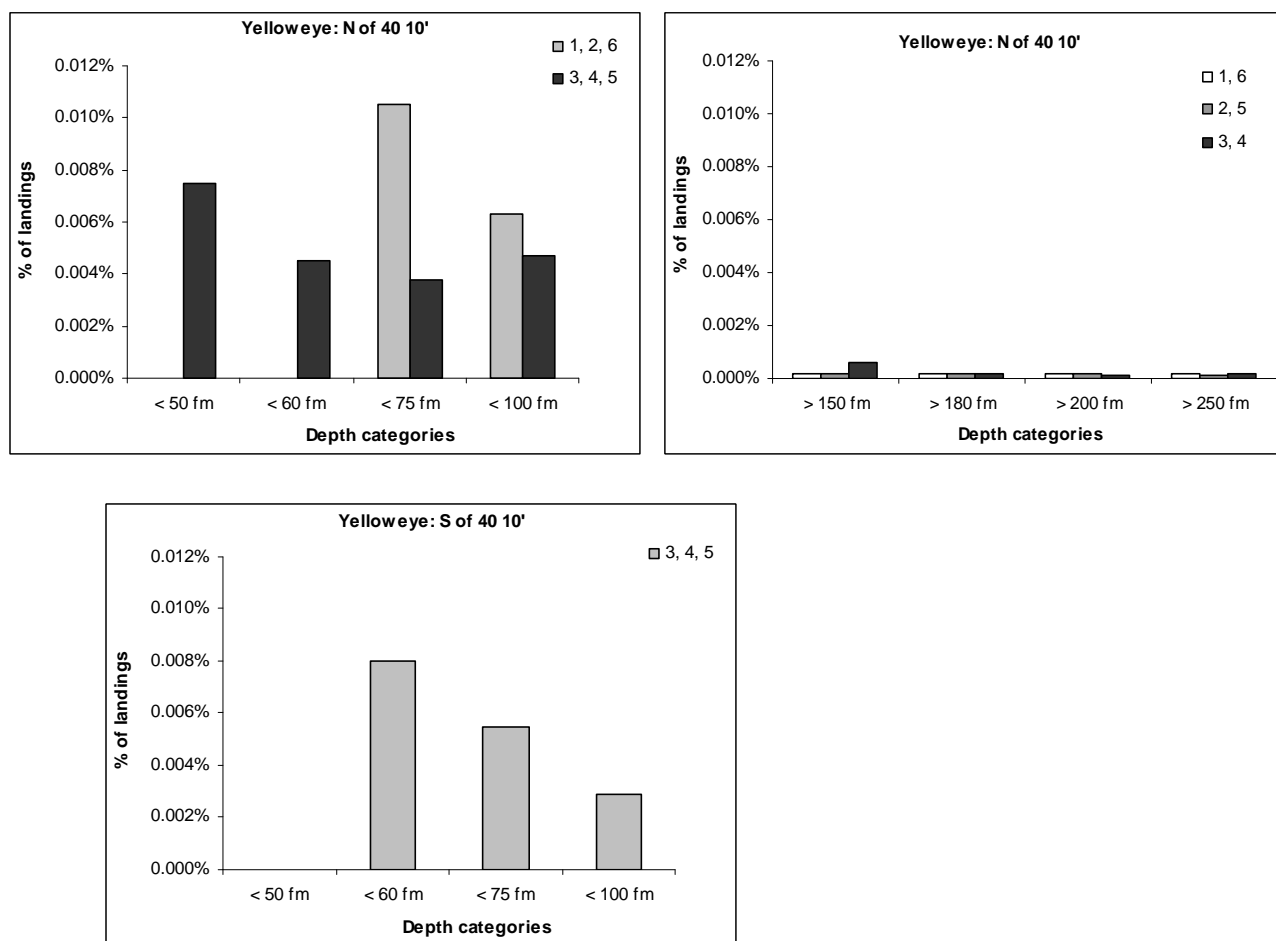 Yelloweye: N of 40 10'
1, 2, 6
3, 4, 5
0.012%
0.010%
0.008%
0.006%
0.004%
0.002%
0.000%
% of landings
< 50 fm < 60 fm < 75 fm < 100 fm
Depth categories
Yelloweye: N of 40 10'
1, 6
2, 5
3, 4
0.012%
0.010%
0.008%
0.006%
0.004%
0.002%
0.000%
% of landings
> 150 fm > 180 fm > 200 fm > 250 fm
Depth categories
Yelloweye: S of 40 10'
3, 4, 5
0.012%
0.010%
0.008%
0.006%
0.004%
0.002%
0.000%
% of landings
< 50 fm < 60 fm < 75 fm < 100 fm
Depth categories